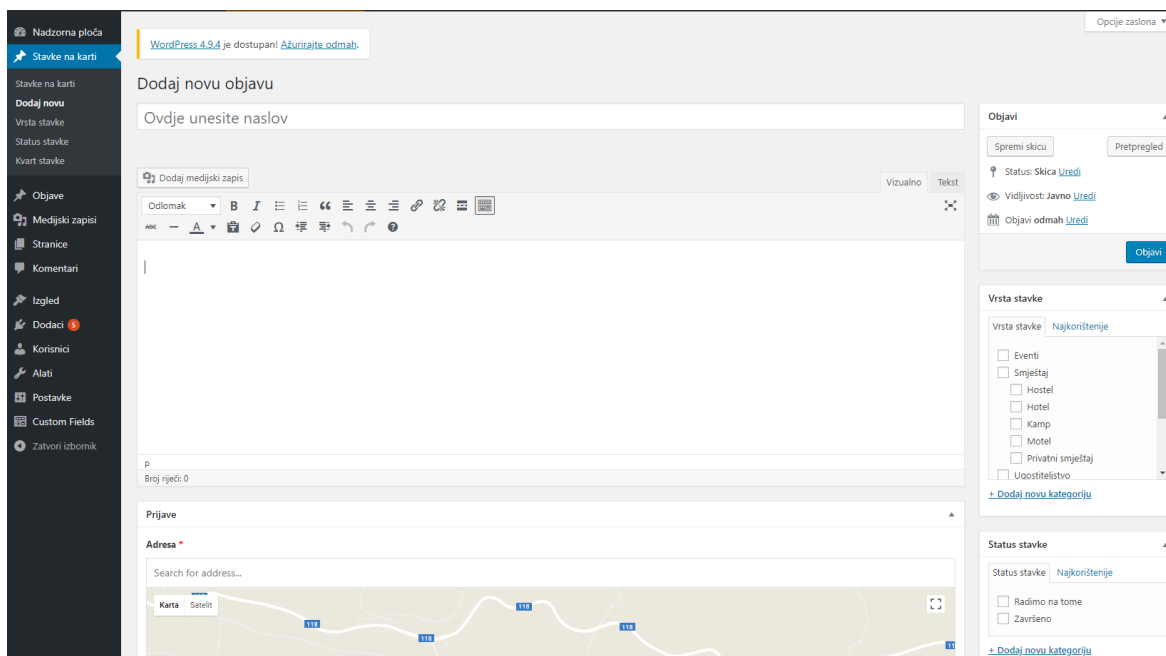 Nadzorna ploča
Stavke na karti
Stavke na karti
Dodaj novu
Vrsta stavke
Status stavke
Kvart stavke
Objave
Medijski zapisi
Stranice
Komentari
Izgled
Dodaci 5
Korisnici
Alati
Postavke
Custom Fields
Zatvori izbornik
Opcije zaslona
WordPress 4.9.4 je dostupan! Ažurirajte odmah.
Dodaj novu objavu
Ovdje unesite naslov
Dodaj medijski zapis
Vizualno Tekst
Odlomak B I
ABC A Ω
p
Broj riječi: 0
Prijave
Adresa *
Search for address...
Karta Satelit
118
118
118
118
11
Objavi
Spremi skicu Pretpregled
Status: Skica Uredi
Vidljivost: Javno Uredi
Objavi odmah Uredi
Objavi
Vrsta stavke
Vrsta stavke Najkorištenije
Eventi
Smještaj
Hostel
Hotel
Kamp
Motel
Privatni smještaj
Ugostiteljstvo
+ Dodaj novu kategoriju
Status stavke
Status stavke Najkorištenije
Radimo na tome
Završeno
+ Dodaj novu kategoriju